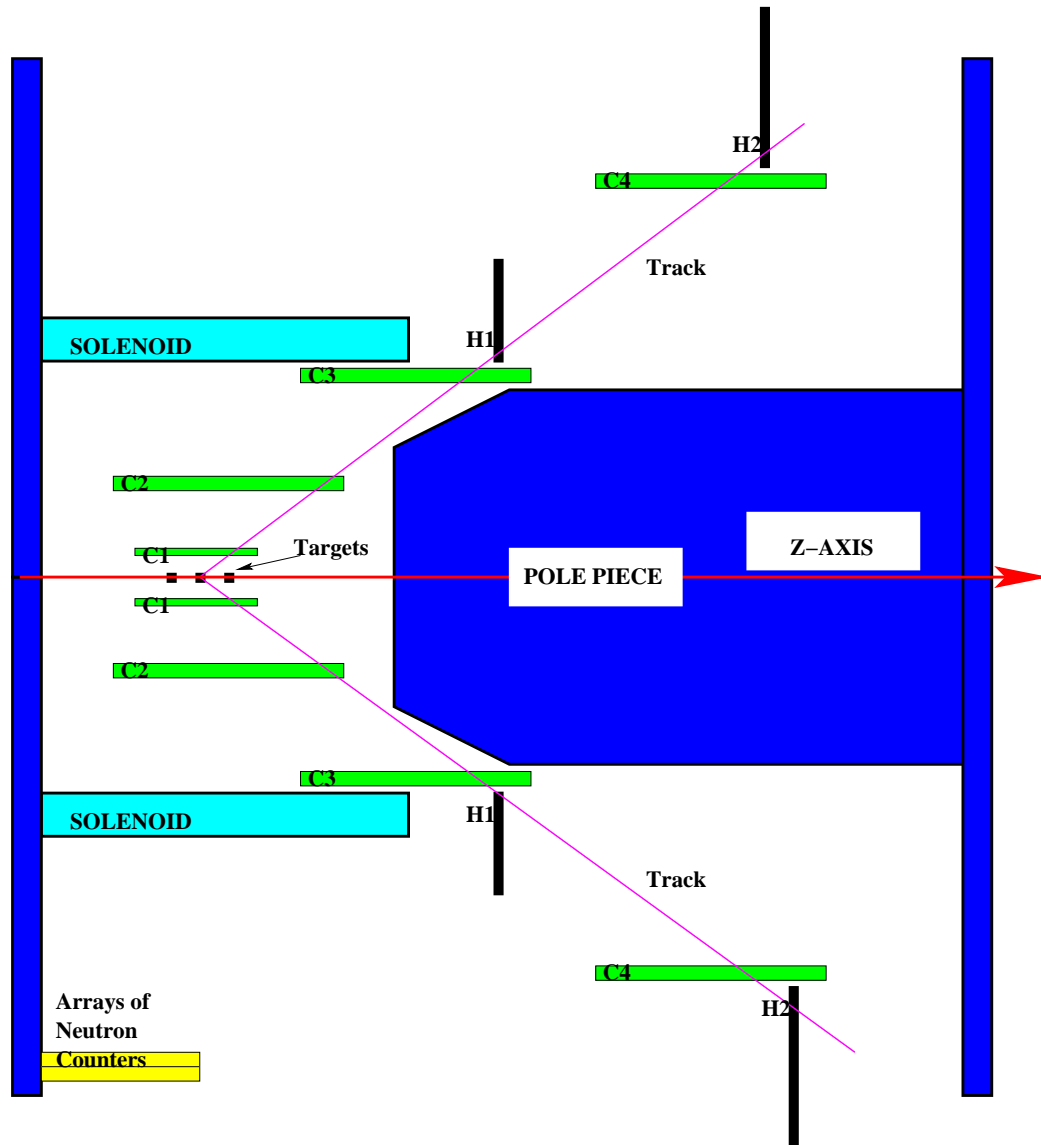 H2
C4
Track
H1
SOLENOID
C3
C2
Targets
C1
Z-AXIS
POLE PIECE
C1
C2
C3
SOLENOID
H1
Track
C4
Arrays of
Neutron
Counters
H2